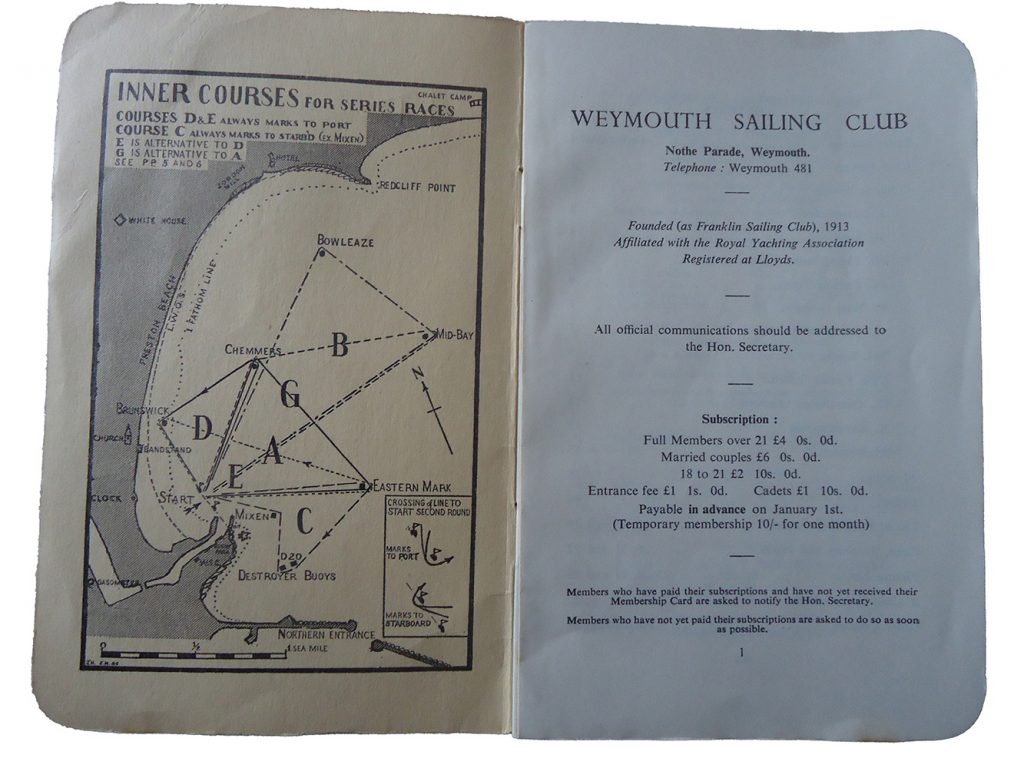 INNER COURSES FOR SERIES RACES
COURSES D&E ALWAYS MARKS TO PORT
COURSE C ALWAYS MARKS TO STARB'D (EX MIXEN)
E IS ALTERNATIVE TO D
G IS ALTERNATIVE TO A
SEE PP. 5 AND 6
CHALET CAMP
HOTEL
REDCLIFF POINT
WHITE HOUSE
BOWLEAZE
PRESTON BEACH
L.W.O.S.
1 FATHOM LINE
CHEMMERS
B
MID-BAY
N
G
BRUNSWICK
D
CHURCH
BANDSTAND
A
E
CLOCK
START
EASTERN MARK
MIXEN
C
CROSSING OF LINE TO
START SECOND ROUND
MARKS
TO PORT
W.S.C.
D20
DESTROYER BUOYS
GASOMETER
MARKS TO
STARBOARD
NORTHERN ENTRANCE
0 ½ 1 SEA MILE
WEYMOUTH SAILING CLUB
Nothe Parade, Weymouth.
Telephone : Weymouth 481
Founded (as Franklin Sailing Club), 1913
Affiliated with the Royal Yachting Association
Registered at Lloyds.
All official communications should be addressed to
the Hon. Secretary.
Subscription :
Full Members over 21 £4 0s. 0d.
Married couples £6 0s. 0d.
18 to 21 £2 10s. 0d.
Entrance fee £1 1s. 0d. Cadets £1 10s. 0d.
Payable in advance on January 1st.
(Temporary membership 10/- for one month)
Members who have paid their subscriptions and have not yet received their
Membership Card are asked to notify the Hon. Secretary.
Members who have not yet paid their subscriptions are asked to do so as soon
as possible.
1